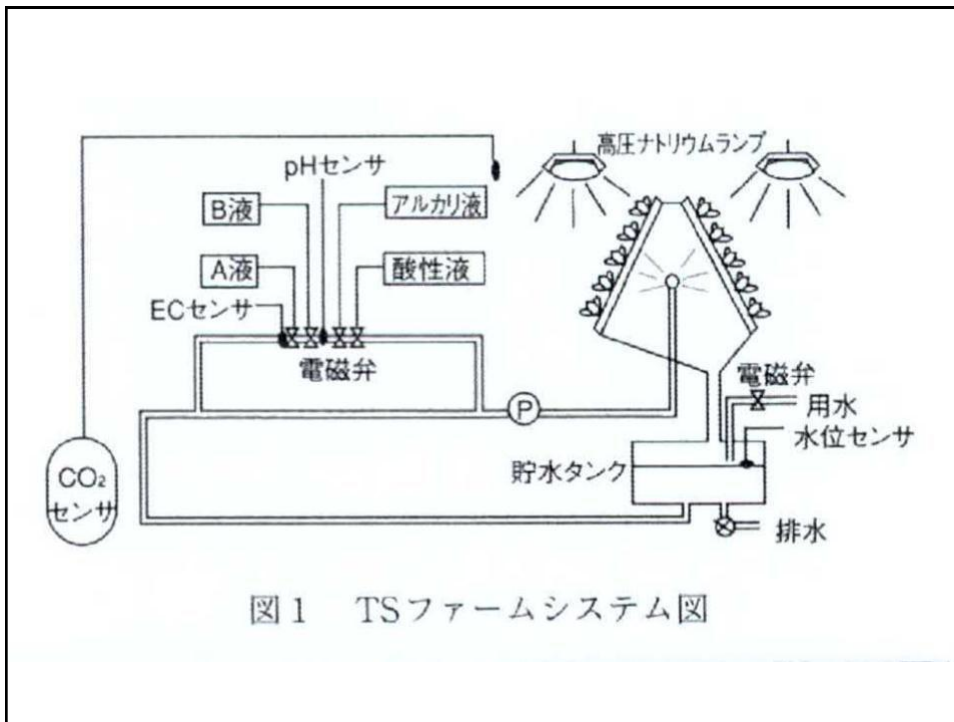 高圧ナトリウムランプ
pHセンサ
B液
アルカリ液
A液
酸性液
ECセンサ
電磁弁
電磁弁
P
用水
水位センサ
貯水タンク
CO₂
センサ
排水
図1 TSファームシステム図